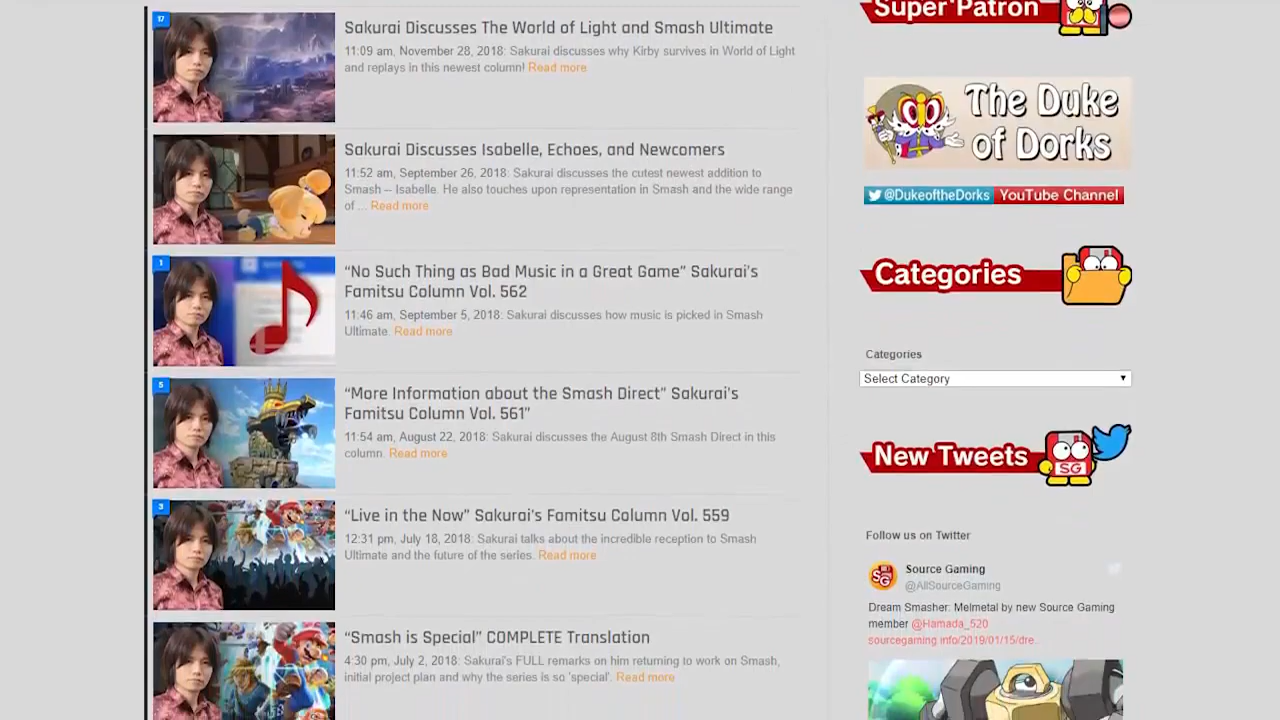 17
Sakurai Discusses The World of Light and Smash Ultimate
11:09 am, November 28, 2018: Sakurai discusses why Kirby survives in World of Light
and replays in this newest column! Read more
Sakurai Discusses Isabelle, Echoes, and Newcomers
11:52 am, September 26, 2018: Sakurai discusses the cutest newest addition to
Smash – Isabelle. He also touches upon representation in Smash and the wide range
of ... Read more
1
“No Such Thing as Bad Music in a Great Game” Sakurai’s
Famitsu Column Vol. 562
11:46 am, September 5, 2018: Sakurai discusses how music is picked in Smash
Ultimate. Read more
5
“More Information about the Smash Direct” Sakurai’s
Famitsu Column Vol. 561”
11:54 am, August 22, 2018: Sakurai discusses the August 8th Smash Direct in this
column. Read more
3
“Live in the Now” Sakurai’s Famitsu Column Vol. 559
12:31 pm, July 18, 2018: Sakurai talks about the incredible reception to Smash
Ultimate and the future of the series. Read more
“Smash is Special” COMPLETE Translation
4:30 pm, July 2, 2018: Sakurai’s FULL remarks on him returning to work on Smash,
initial project plan and why the series is so ‘special’. Read more
Super Patron
The Duke
of Dorks
@DukeoftheDorks YouTube Channel
Categories
Categories
Select Category
New Tweets
SG
Follow us on Twitter
SG
Source Gaming
@AllSourceGaming
Dream Smasher: Melmetal by new Source Gaming
member @Hamada_520
sourcegaming.info/2019/01/15/dre…